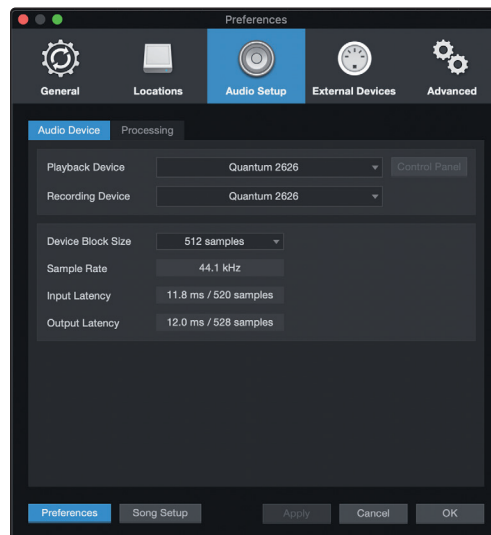 Preferences
General Locations Audio Setup External Devices Advanced
Audio Device Processing
Playback Device Quantum 2626 Control Panel
Recording Device Quantum 2626
Device Block Size 512 samples
Sample Rate 44.1 kHz
Input Latency 11.8 ms / 520 samples
Output Latency 12.0 ms / 528 samples
Preferences Song Setup Apply Cancel OK